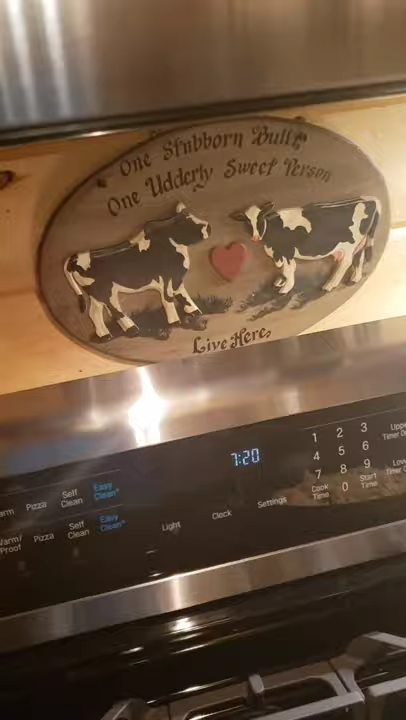 One Stubborn Bull &
One Udderly Sweet Person
Live Here
7:20
1 2 3
4 5 6
7 8 9
Cook Time 0 Start Time
Pizza Self Clean Easy Clean®
Pizza Self Clean Easy Clean®
Light Clock Settings